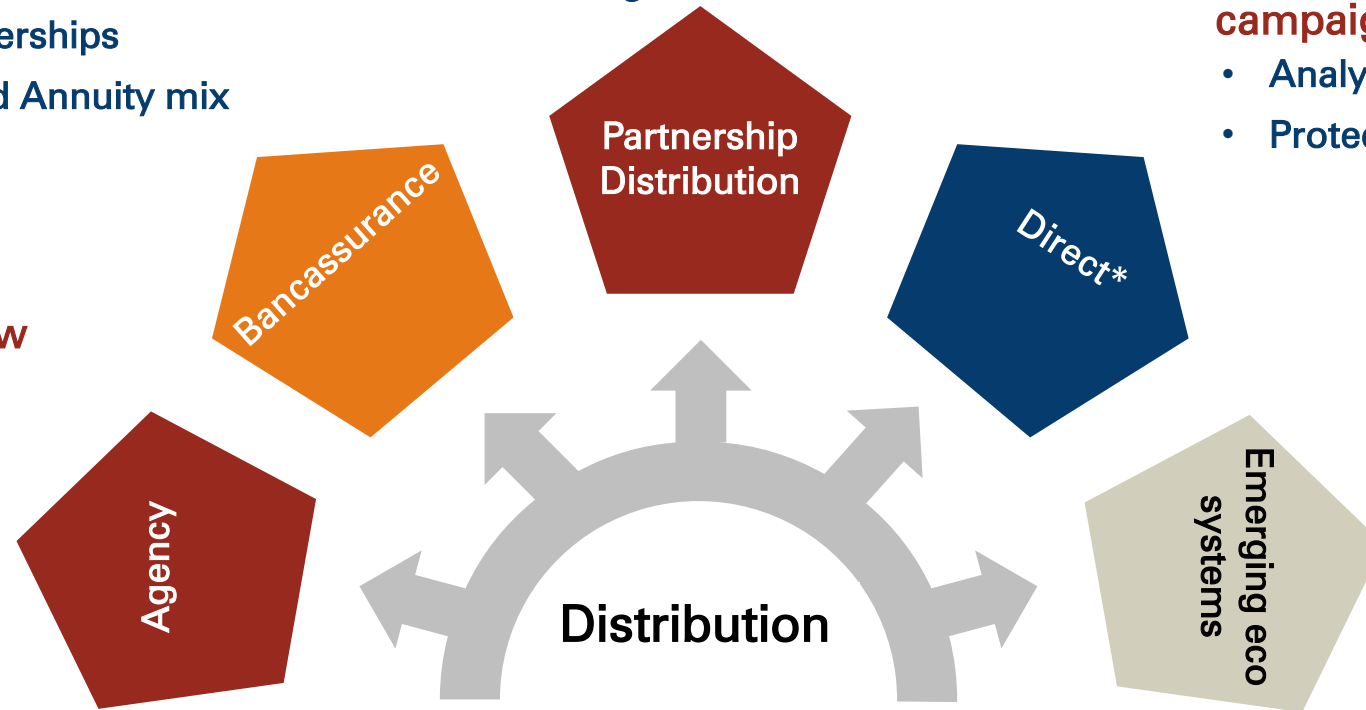 erships
d Annuity mix
campaig
• Analy
• Protec
Partnership
Distribution
Bancassurance
Direct*
w
Agency
Emerging eco
systems
Distribution